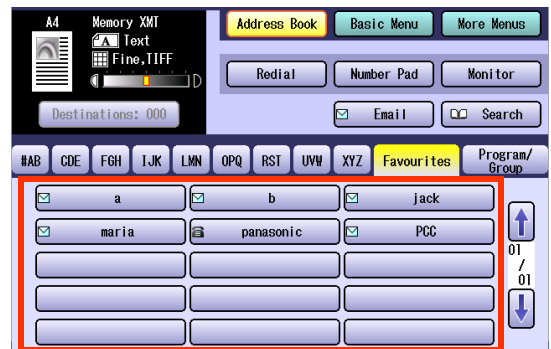 A4 Memory XMT Address Book Basic Menu More Menus
A Text
Fine,TIFF
D Redial Number Pad Monitor
Destinations: 000 Email Search
#AB CDE FGH IJK LMN OPQ RST UVW XYZ Favourites Program/
Group
a b jack
maria panasonic PCC
01
/
01